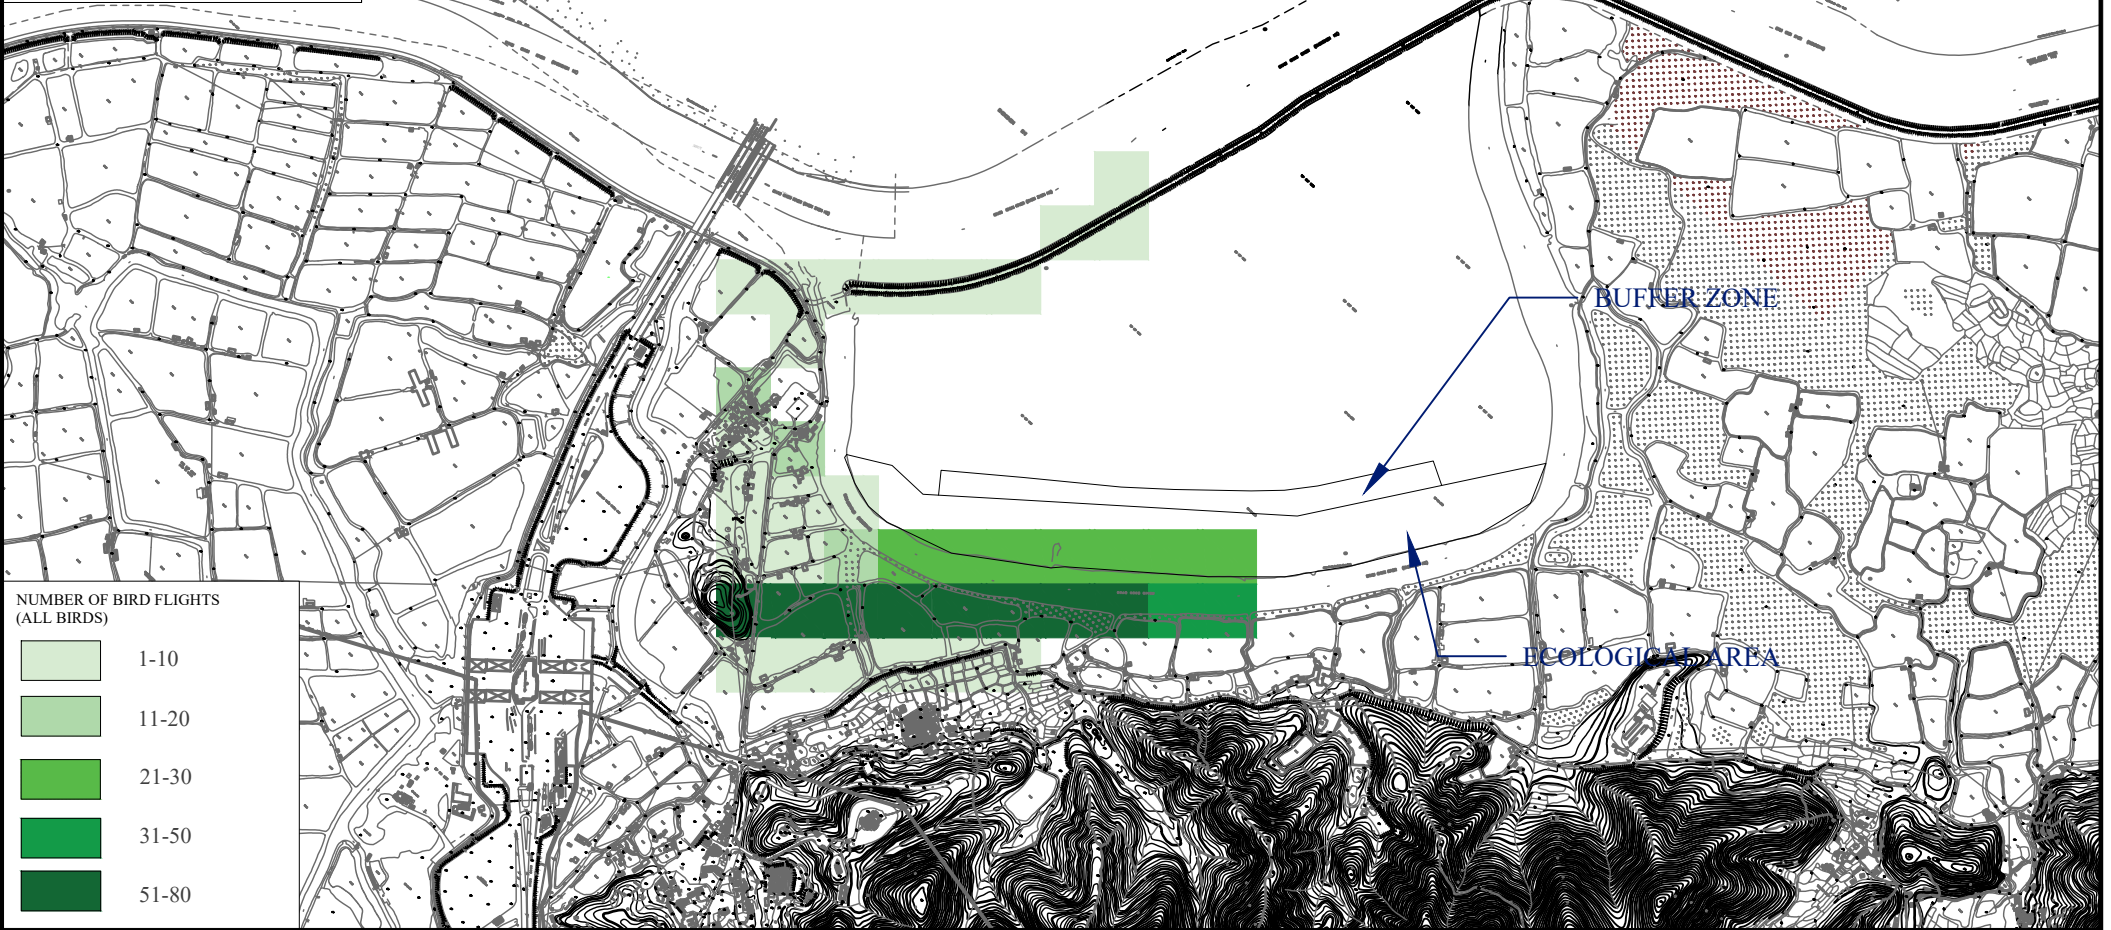 BUFFER ZONE
ECOLOGICAL AREA
NUMBER OF BIRD FLIGHTS
(ALL BIRDS)
1-10
11-20
21-30
31-50
51-80